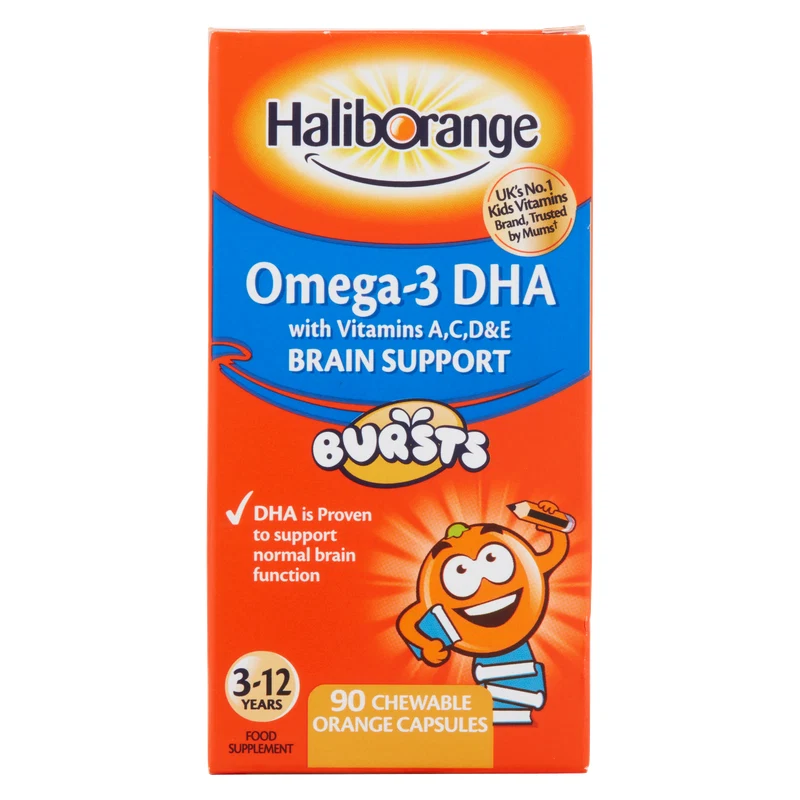 HalibOrange
UK's No.1
Kids Vitamins
Brand, Trusted
by Mums†
Omega-3 DHA
with Vitamins A,C,D&E
BRAIN SUPPORT
BURSTS
✓ DHA is Proven
to support
normal brain
function
3-12
YEARS
FOOD
SUPPLEMENT
90 CHEWABLE
ORANGE CAPSULES